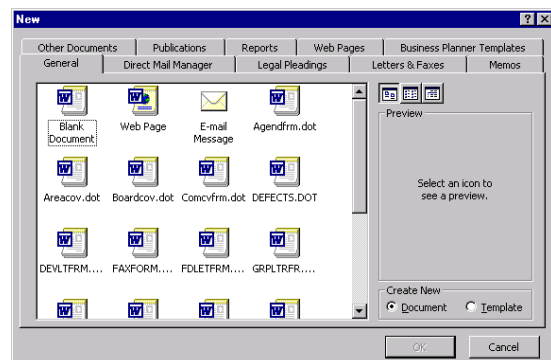 New
Other Documents Publications Reports Web Pages Business Planner Templates
General Direct Mail Manager Legal Pleadings Letters & Faxes Memos
Blank Document
Web Page
E-mail Message
Agendfrm.dot
Preview
Select an icon to
see a preview.
Areacov.dot Boardcov.dot Comcvfrm.dot DEFECTS.DOT
DEVLTFRM.... FAXFORM.... FDLETFRM.... GRPLTRFR....
Create New
Document Template
OK Cancel